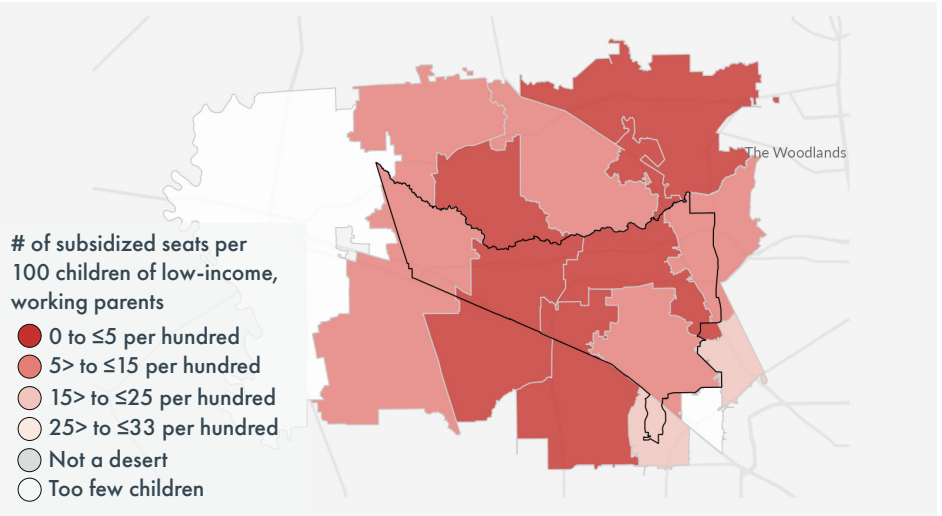 The Woodlands
# of subsidized seats per
100 children of low-income,
working parents
0 to ≤5 per hundred
5> to ≤15 per hundred
15> to ≤25 per hundred
25> to ≤33 per hundred
Not a desert
Too few children